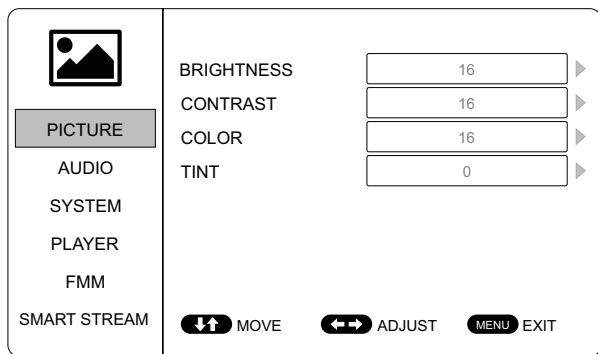 PICTURE
AUDIO
SYSTEM
PLAYER
FMM
SMART STREAM
BRIGHTNESS 16
CONTRAST 16
COLOR 16
TINT 0
MOVE ADJUST MENU EXIT